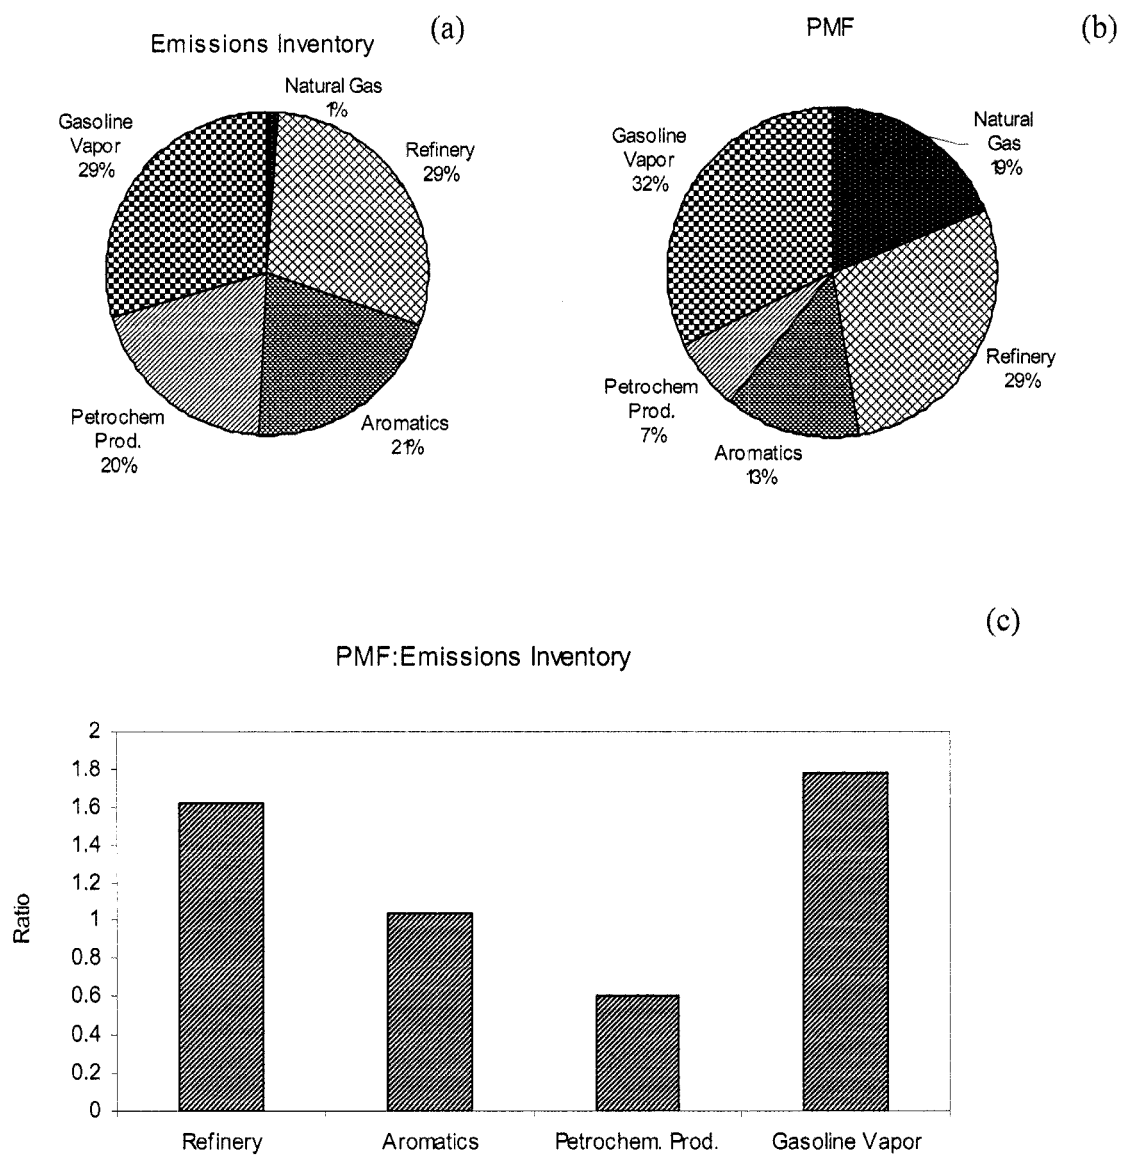 (a)
Emissions Inventory
Natural Gas
1%
Gasoline
Vapor
29%
Refinery
29%
Petrochem
Prod.
20%
Aromatics
21%
(b)
PMF
Natural
Gas
19%
Gasoline
Vapor
32%
Refinery
29%
Petrochem
Prod.
7%
Aromatics
13%
(c)
PMF:Emissions Inventory
Ratio
2
1.8
1.6
1.4
1.2
1
0.8
0.6
0.4
0.2
0
Refinery
Aromatics
Petrochem. Prod.
Gasoline Vapor